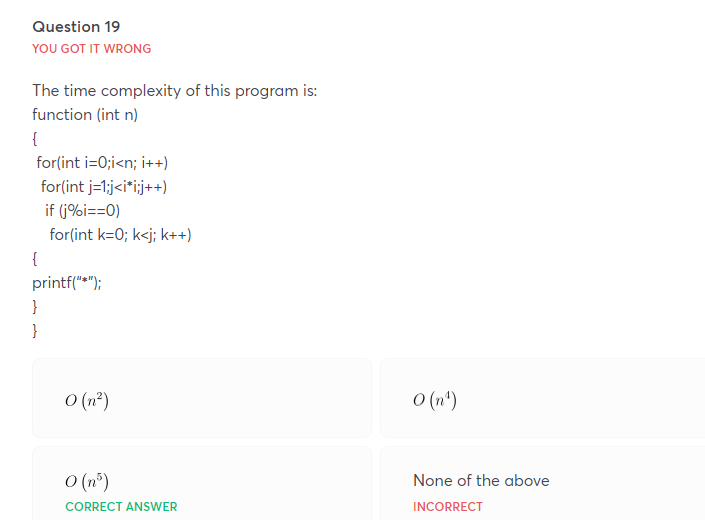 Question 19
YOU GOT IT WRONG
The time complexity of this program is:
function (int n)
{
for(int i=0;i<n; i++)
for(int j=1;j<i*i;j++)
if (j%i==0)
for(int k=0; k<j; k++)
{
printf("*");
}
}
O (n²)
O (n⁴)
O (n⁵)
CORRECT ANSWER
None of the above
INCORRECT